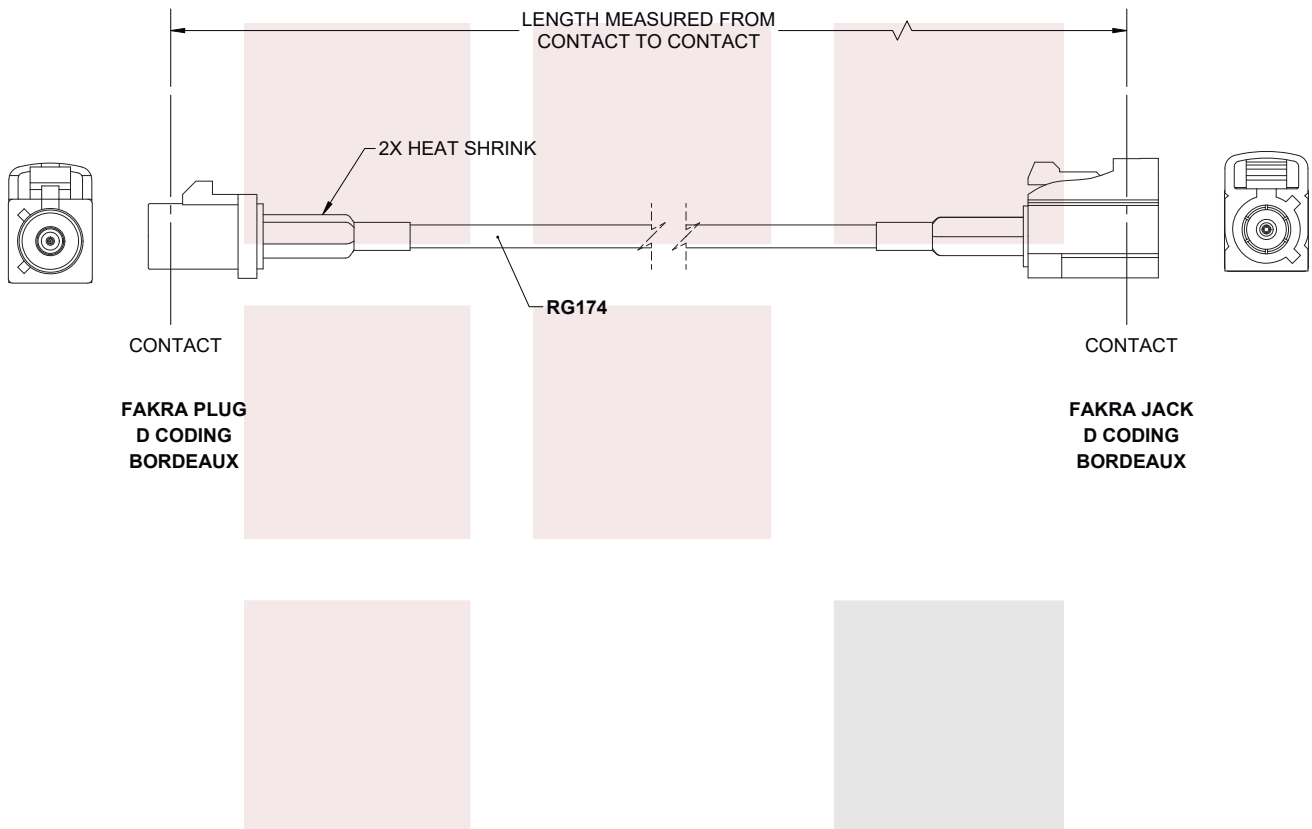 LENGTH MEASURED FROM
CONTACT TO CONTACT
2X HEAT SHRINK
RG174
CONTACT
CONTACT
FAKRA PLUG
D CODING
BORDEAUX
FAKRA JACK
D CODING
BORDEAUX